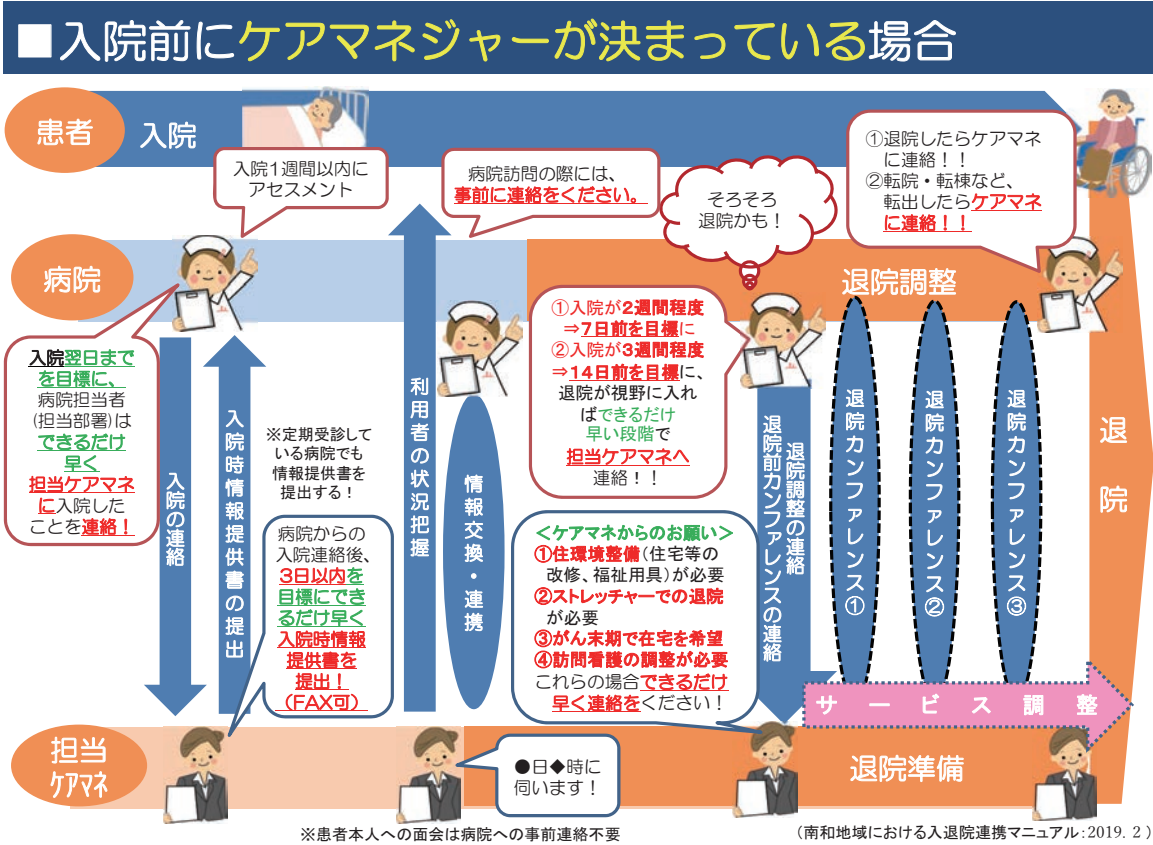 ■入院前にケアマネジャーが決まっている場合
患者
入院
入院1週間以内に
アセスメント
病院訪問の際には、
事前に連絡をください。
そろそろ
退院かも！
①退院したらケアマネ
に連絡！！
②転院・転棟など、
転出したらケアマネ
に連絡！！
病院
退院調整
入院翌日まで
を目標に、
病院担当者
(担当部署)は
できるだけ
早く
担当ケアマネ
に入院した
ことを連絡！
入院の連絡
入院時情報提供書の提出
※定期受診して
いる病院でも
情報提供書を
提出する！
病院からの
入院連絡後、
3日以内を
目標にでき
るだけ早く
入院時情報
提供書を
提出！
（FAX可）
利用者の状況把握
情報交換・連携
①入院が2週間程度
⇒7日前を目標に
②入院が3週間程度
⇒14日前を目標に、
退院が視野に入れ
ばできるだけ
早い段階で
担当ケアマネへ
連絡！！
＜ケアマネからのお願い＞
①住環境整備(住宅等の
改修、福祉用具)が必要
②ストレッチャーでの退院
が必要
③がん末期で在宅を希望
④訪問看護の調整が必要
これらの場合できるだけ
早く連絡をください！
退院調整の連絡
退院前カンファレンスの連絡
退院カンファレンス①
退院カンファレンス②
退院カンファレンス③
退院
サービス調整
担当
ｹｱﾏﾈ
●日◆時に
伺います！
退院準備
※患者本人への面会は病院への事前連絡不要
（南和地域における入退院連携マニュアル：2019．2）